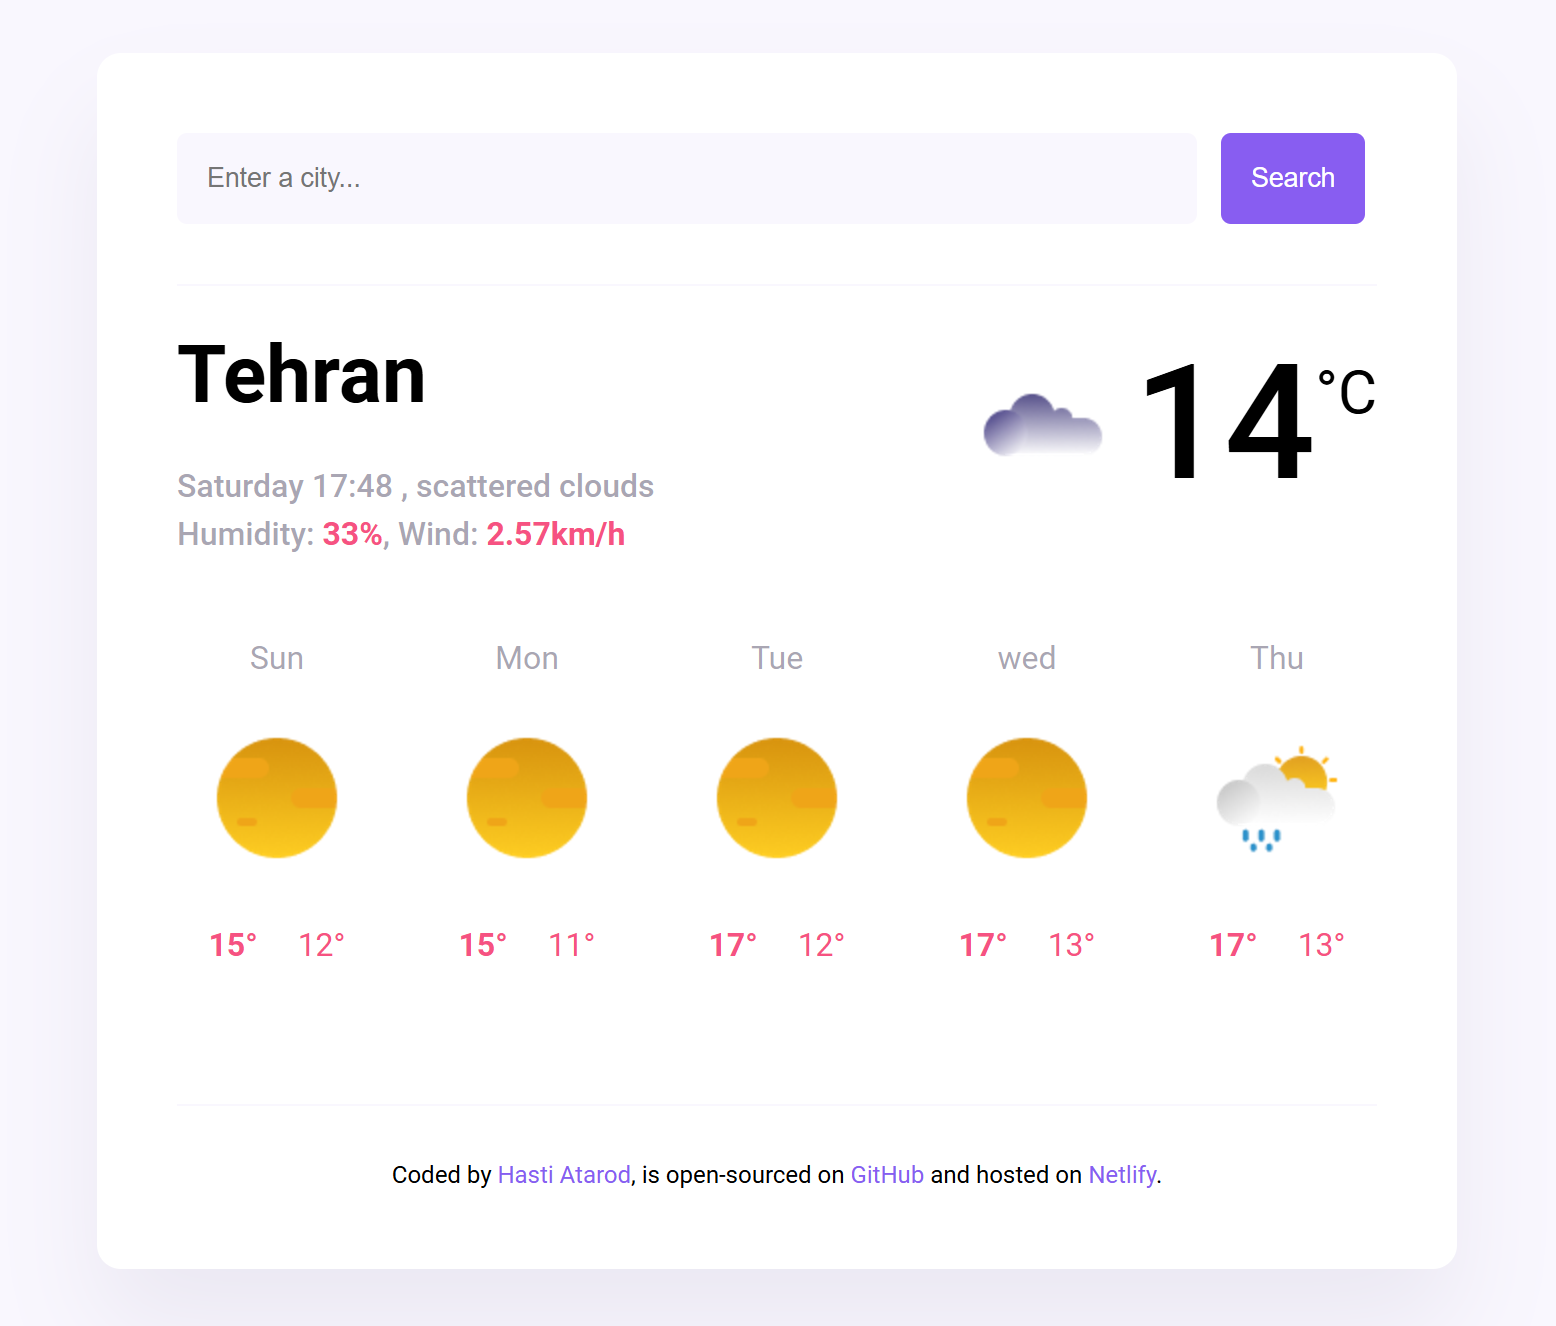 Enter a city...
Search
Tehran
14 °C
Saturday 17:48 , scattered clouds
Humidity: 33%, Wind: 2.57km/h
Sun Mon Tue wed Thu
15° 12° 15° 11° 17° 12° 17° 13° 17° 13°
Coded by Hasti Atarod, is open-sourced on GitHub and hosted on Netlify.